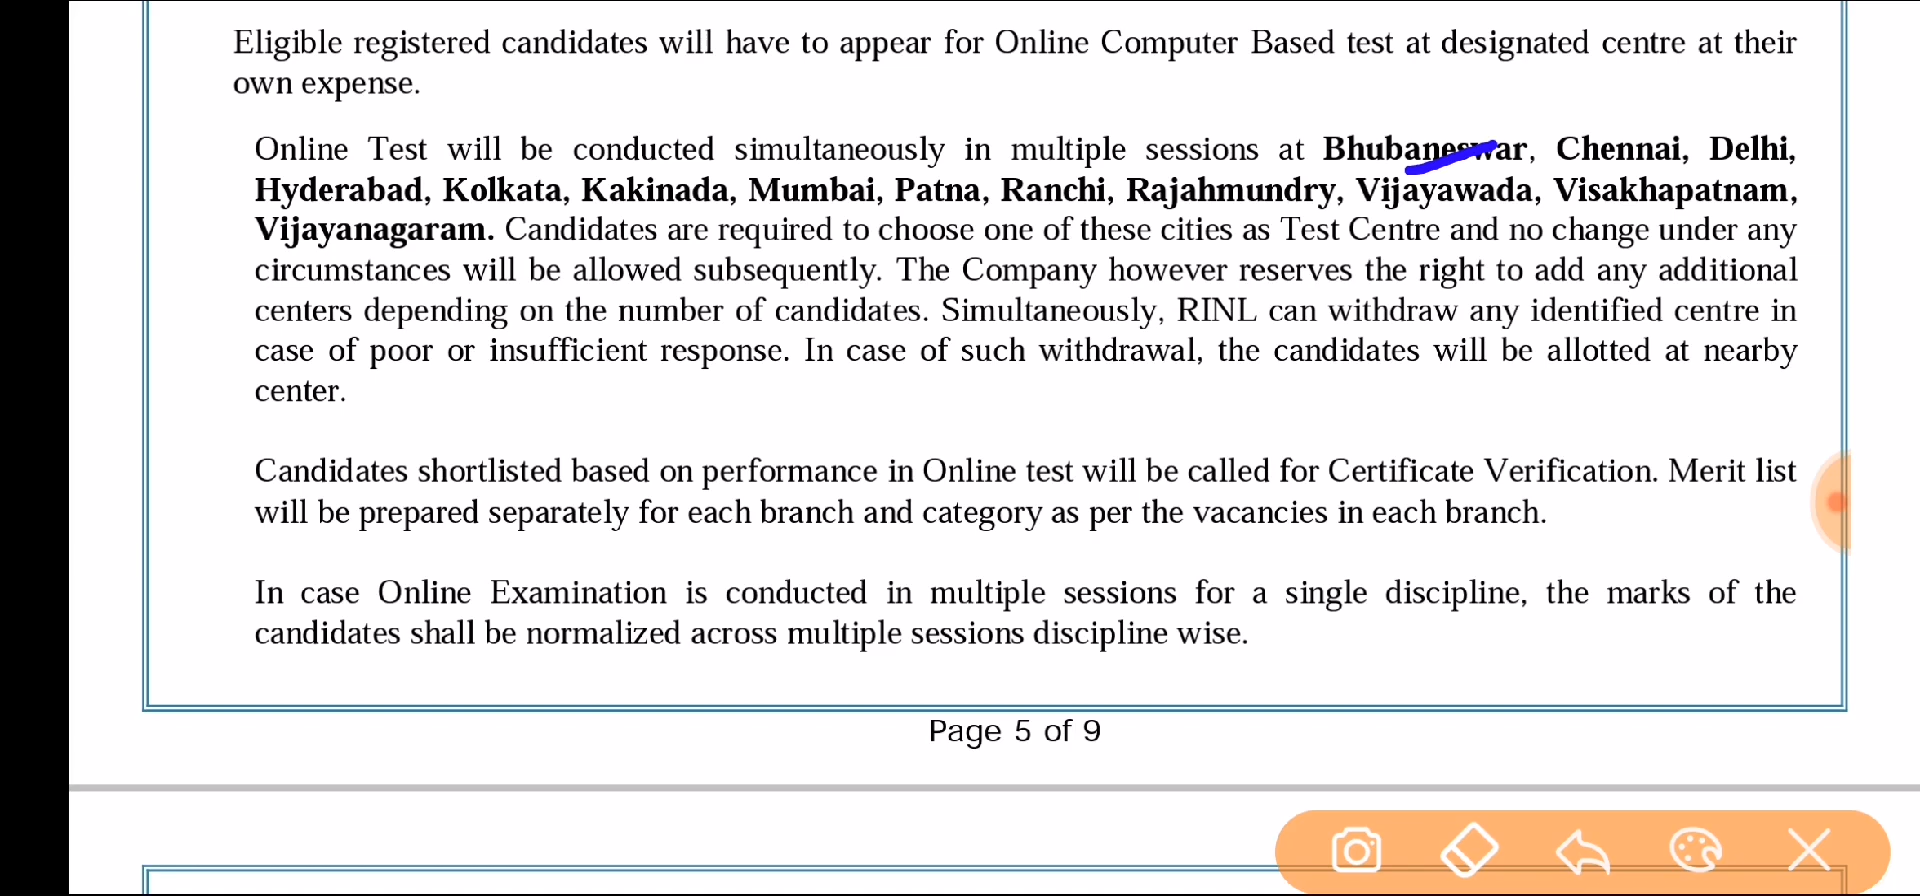 Eligible registered candidates will have to appear for Online Computer Based test at designated centre at their
own expense.
Online Test will be conducted simultaneously in multiple sessions at Bhubaneswar, Chennai, Delhi,
Hyderabad, Kolkata, Kakinada, Mumbai, Patna, Ranchi, Rajahmundry, Vijayawada, Visakhapatnam,
Vijayanagaram. Candidates are required to choose one of these cities as Test Centre and no change under any
circumstances will be allowed subsequently. The Company however reserves the right to add any additional
centers depending on the number of candidates. Simultaneously, RINL can withdraw any identified centre in
case of poor or insufficient response. In case of such withdrawal, the candidates will be allotted at nearby
center.
Candidates shortlisted based on performance in Online test will be called for Certificate Verification. Merit list
will be prepared separately for each branch and category as per the vacancies in each branch.
In case Online Examination is conducted in multiple sessions for a single discipline, the marks of the
candidates shall be normalized across multiple sessions discipline wise.
Page 5 of 9